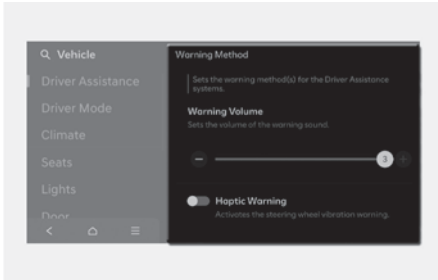 Vehicle
Driver Assistance
Driver Mode
Climate
Seats
Lights
Door
Warning Method
Sets the warning method(s) for the Driver Assistance
systems.
Warning Volume
Sets the volume of the warning sound.
3
Haptic Warning
Activates the steering wheel vibration warning.